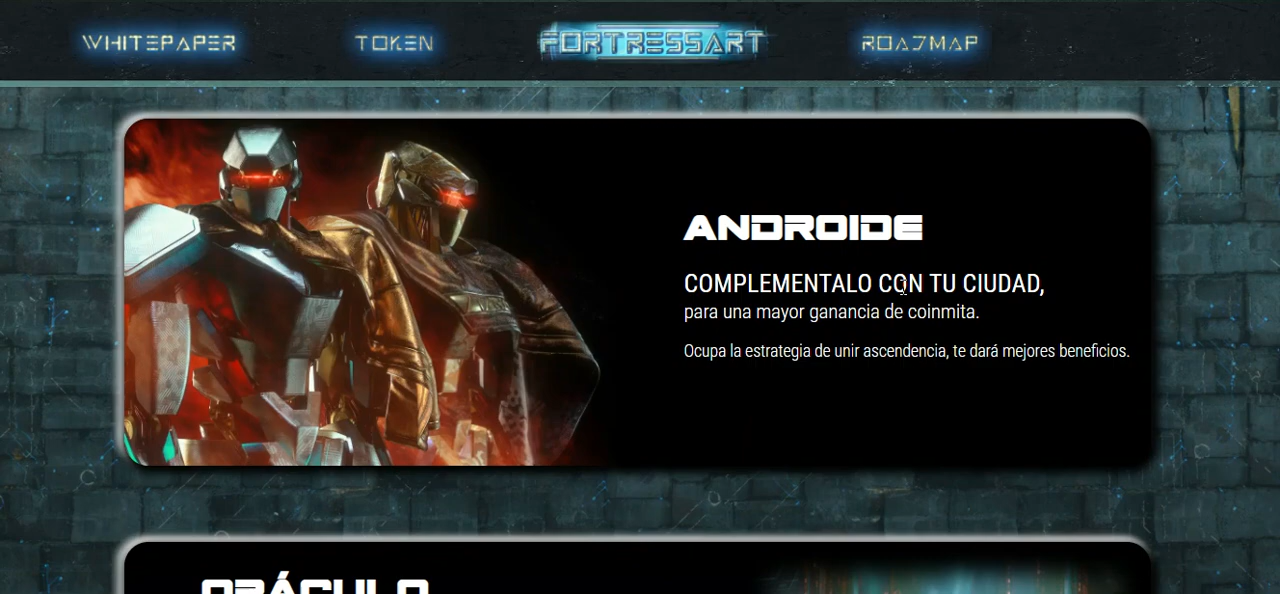 WHITEPAPER
TOKEN
FORTRESSART
ROADMAP
ANDROIDE
COMPLEMENTALO CON TU CIUDAD,
para una mayor ganancia de coinmita.
Ocupa la estrategia de unir ascendencia, te dará mejores beneficios.
ORÁCULO